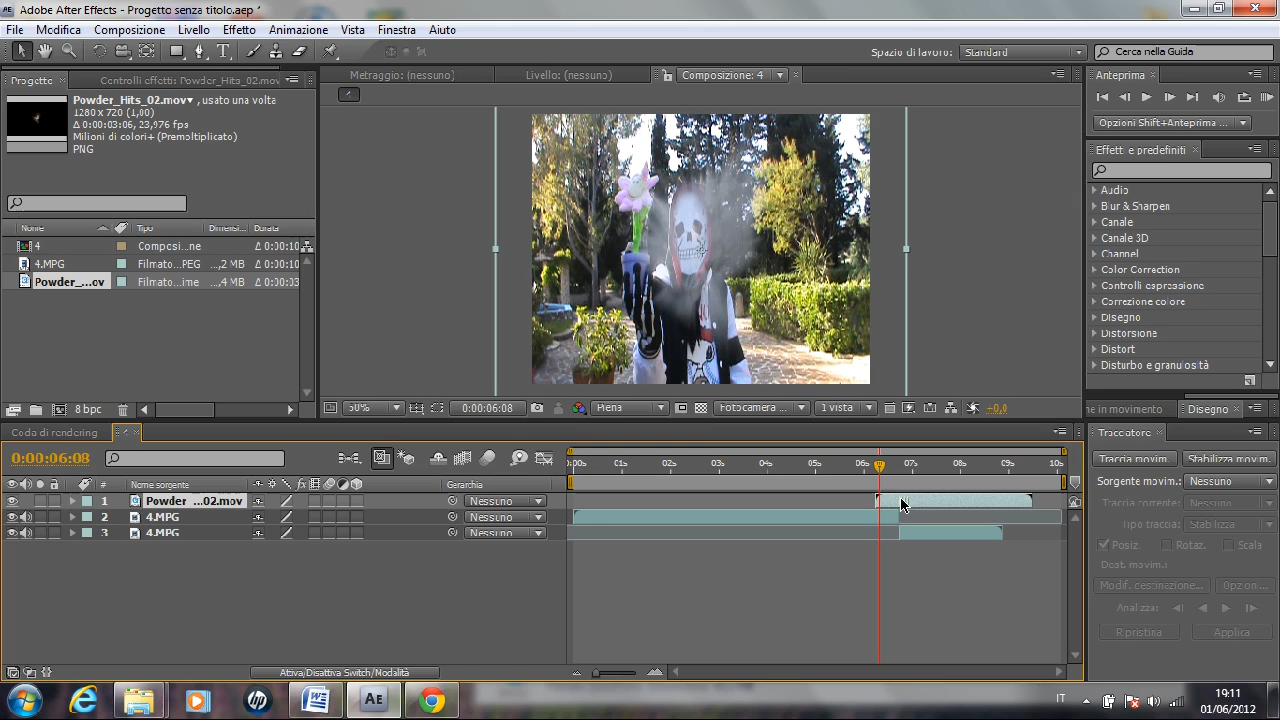 Adobe After Effects - Progetto senza titolo.aep *
File Modifica Composizione Livello Effetto Animazione Vista Finestra Aiuto
Spazio di lavoro: Standard Cerca nella Guida
Progetto Controlli effetti: Powder_Hits_02.mov
Powder_Hits_02.mov , usato una volta
1280 x 720 (1,00)
Δ 0:00:03:06, 23,976 fps
Milioni di colori+ (Premoltiplicato)
PNG
Nome Tipo Dimensi... Durata
4 Composi...ne Δ 0:00:10
4.MPG Filmato...PEG ...,2 MB Δ 0:00:10
Powder_...ov Filmato...ime ...,4 MB Δ 0:00:03
8 bpc
Metraggio: (nessuno) Livello: (nessuno) Composizione: 4
50% 0:00:06:08 Piena Fotocamera ... 1 vista +0,0
Anteprima
Opzioni Shift+Anteprima ...
Effetti e predefiniti
Audio
Blur & Sharpen
Canale
Canale 3D
Channel
Color Correction
Controlli espressione
Correzione colore
Disegno
Distorsione
Distort
Disturbo e granulosità
ne in movimento Disegno
Coda di rendering 4
0:00:06:08
0:00s 01s 02s 03s 04s 05s 06s 07s 08s 09s 10s
# Nome sorgente fx Gerarchia
1 Powder_...02.mov Nessuno
2 4.MPG Nessuno
3 4.MPG Nessuno
Attiva/Disattiva Switch/Modalità
Tracciatore
Traccia movim. Stabilizza movim.
Sorgente movim.: Nessuno
Traccia corrente: Nessuno
Tipo traccia: Stabilizza
Posiz. Rotaz. Scala
Dest. movim.:
Modif. destinazione... Opzion...
Analizza:
Ripristina Applica
W AE
hp
IT
19:11
01/06/2012